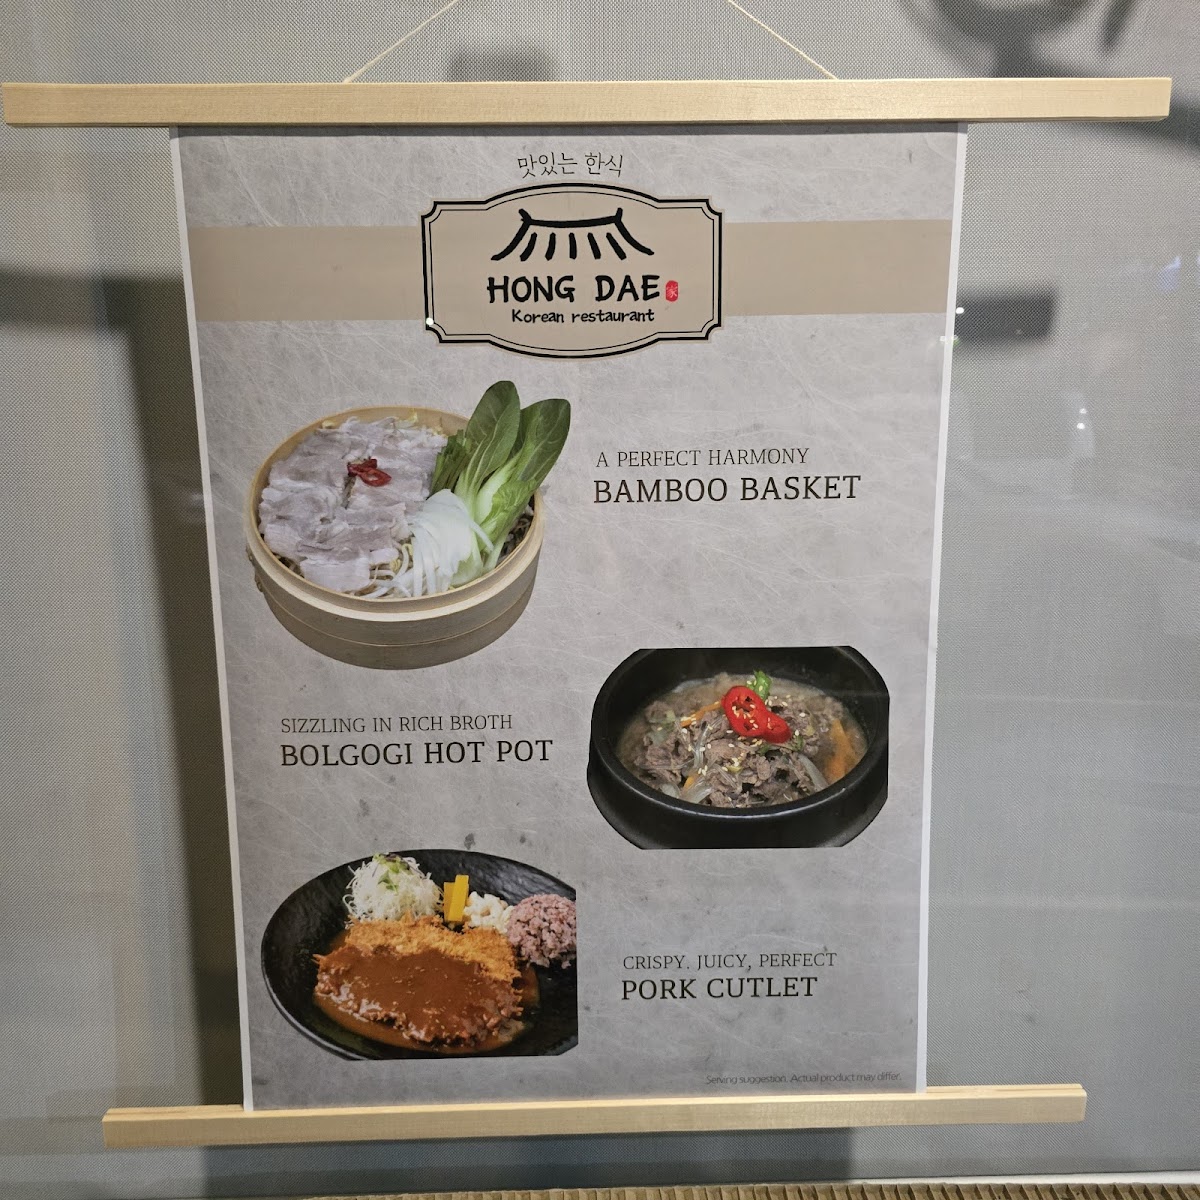 맛있는 한식
HONG DAE 家
Korean restaurant
A PERFECT HARMONY
BAMBOO BASKET
SIZZLING IN RICH BROTH
BOLGOGI HOT POT
CRISPY. JUICY, PERFECT
PORK CUTLET
Serving suggestion. Actual product may differ.